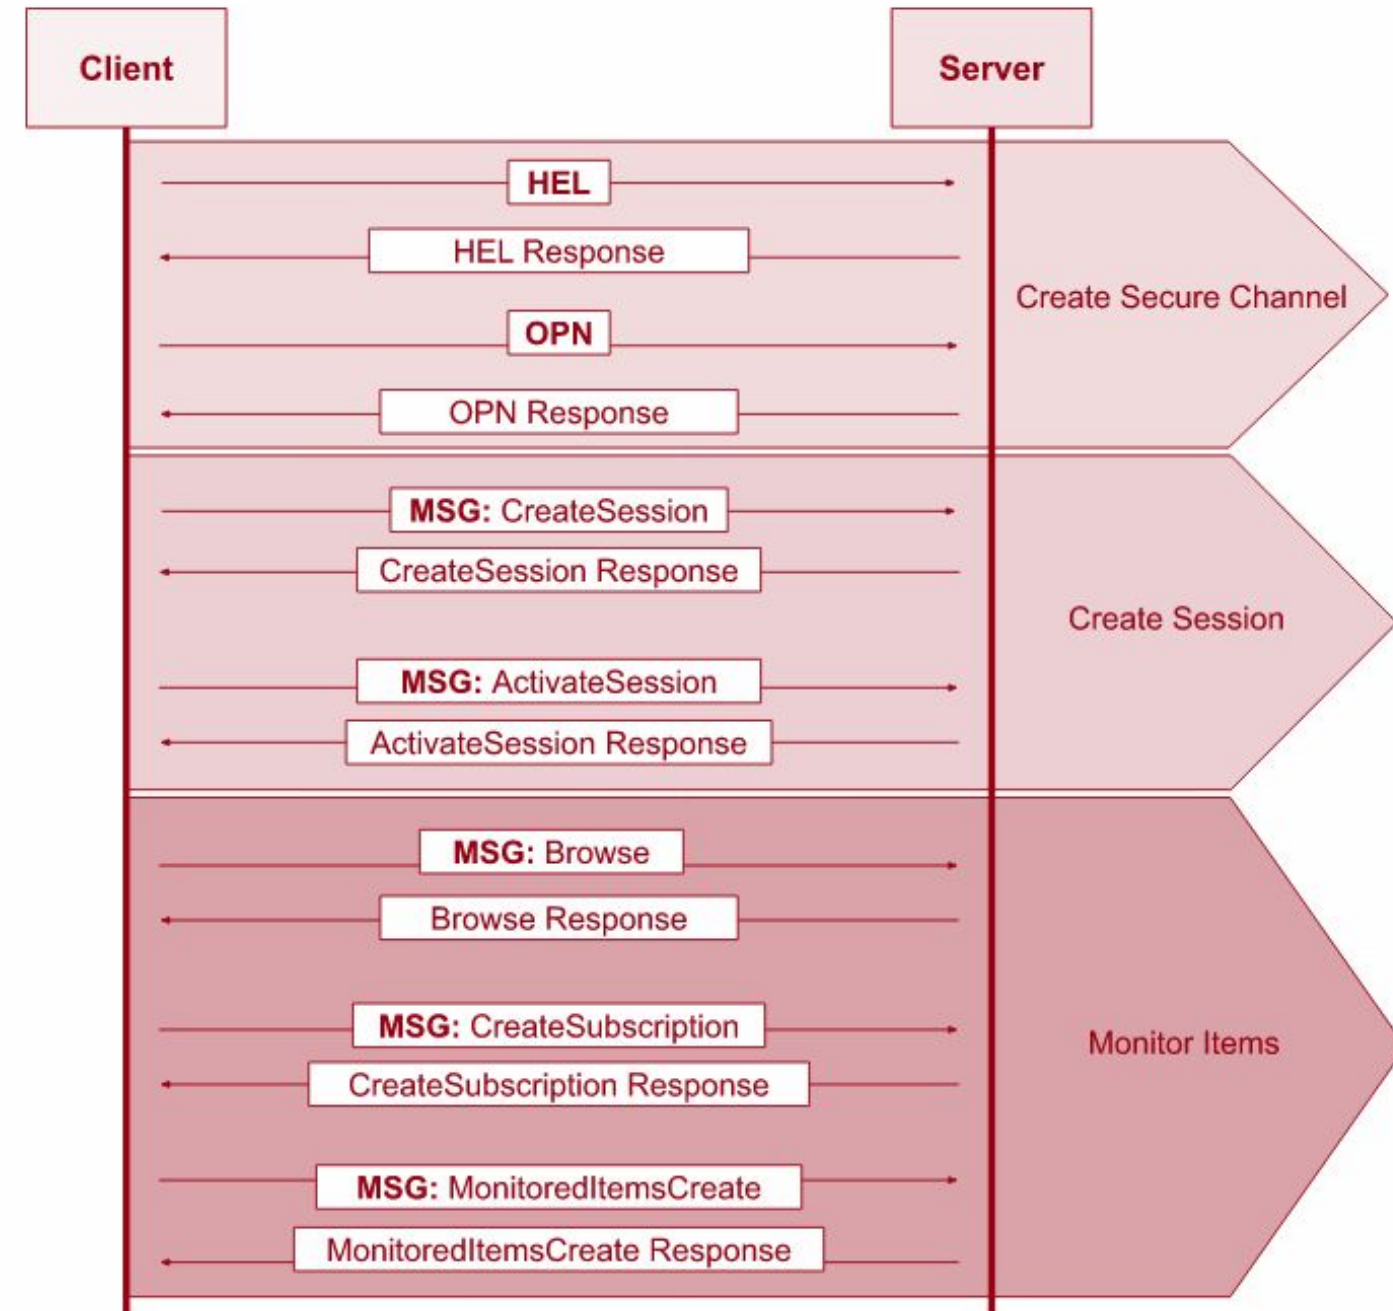 Client
Server
HEL
HEL Response
Create Secure Channel
OPN
OPN Response
MSG: CreateSession
CreateSession Response
Create Session
MSG: ActivateSession
ActivateSession Response
MSG: Browse
Browse Response
MSG: CreateSubscription
Monitor Items
CreateSubscription Response
MSG: MonitoredItemsCreate
MonitoredItemsCreate Response